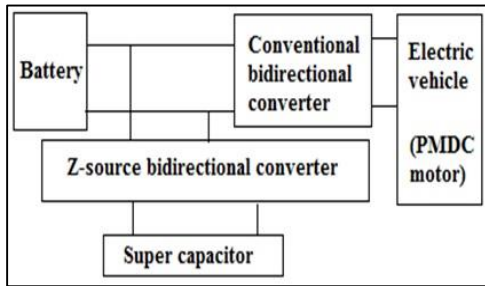 Battery
Conventional
bidirectional
converter
Electric
vehicle
(PMDC
motor)
Z-source bidirectional converter
Super capacitor